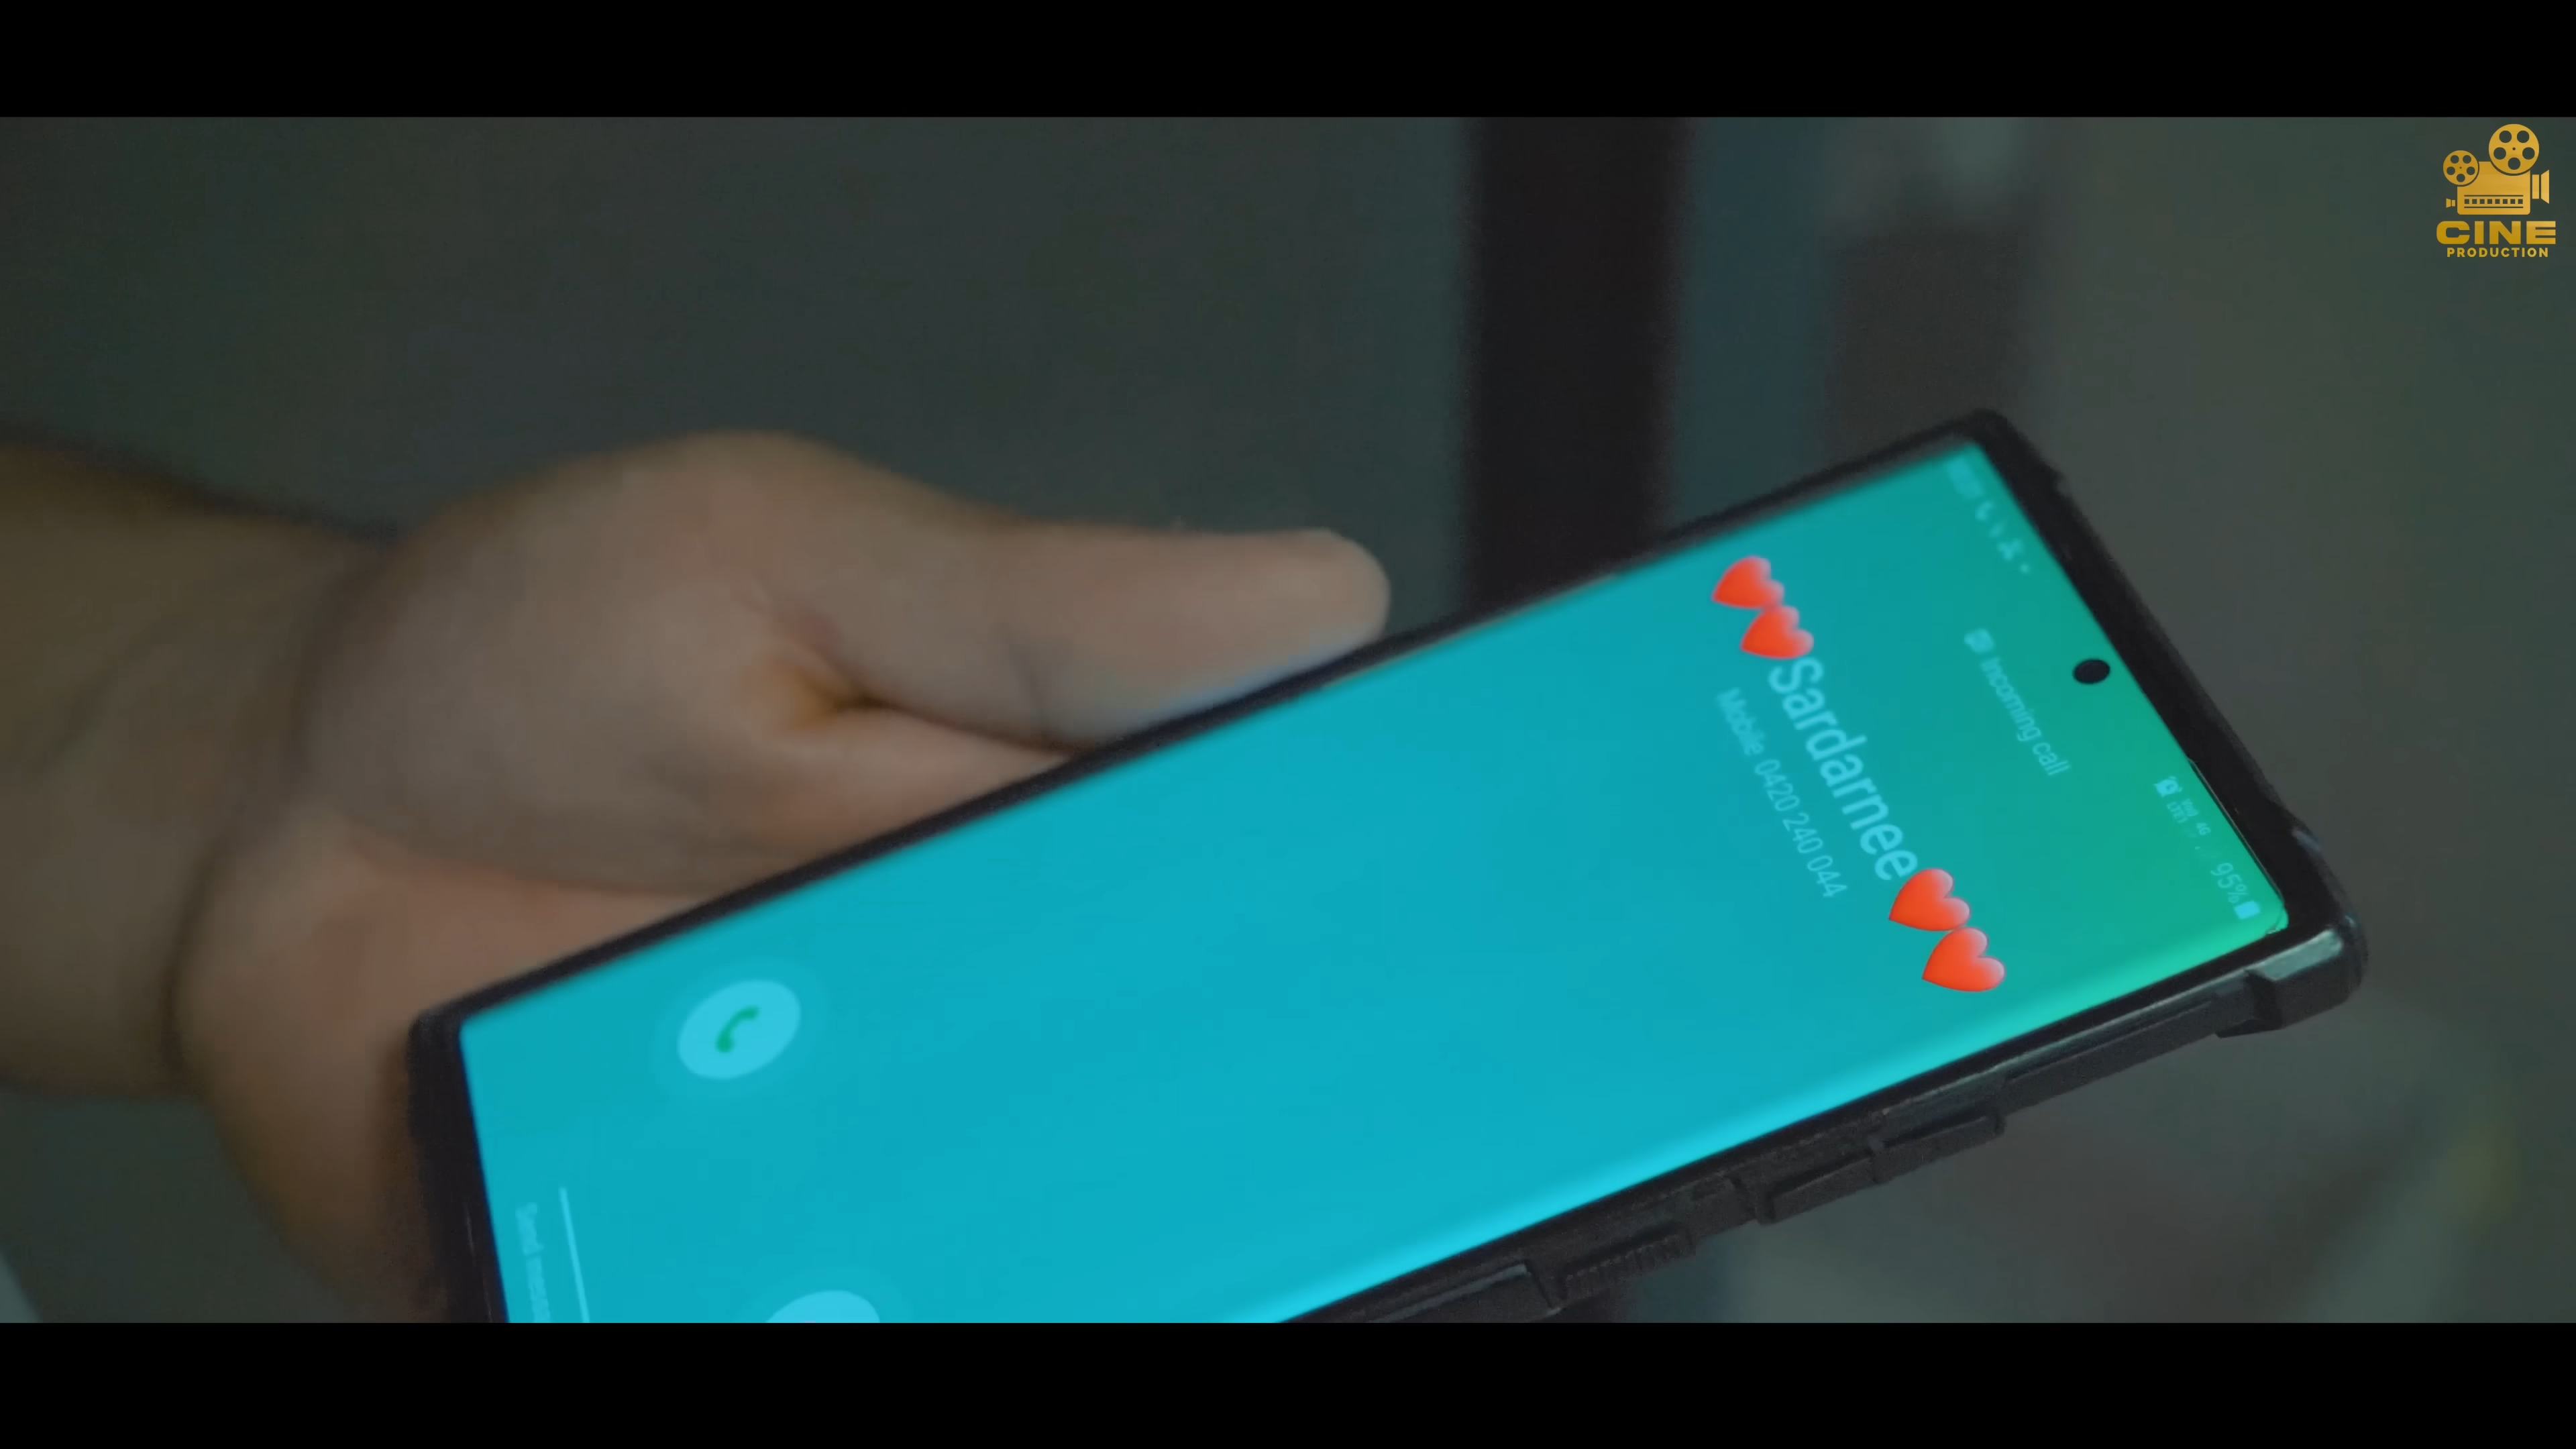 CINE
PRODUCTION
95%
Incoming call
❤️❤️Sardarnee❤️❤️
Mobile 0420 240 044